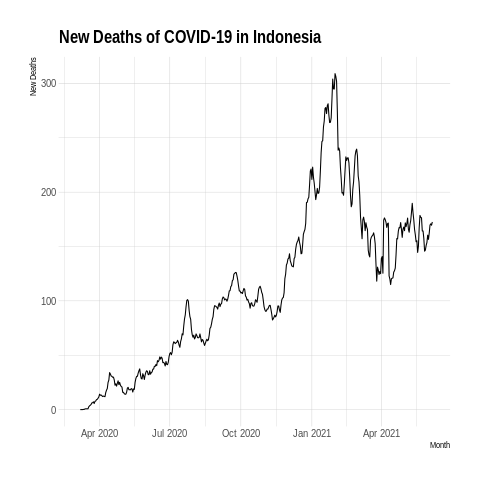 New Deaths of COVID-19 in Indonesia
New Deaths
300
200
100
0
Apr 2020 Jul 2020 Oct 2020 Jan 2021 Apr 2021
Month